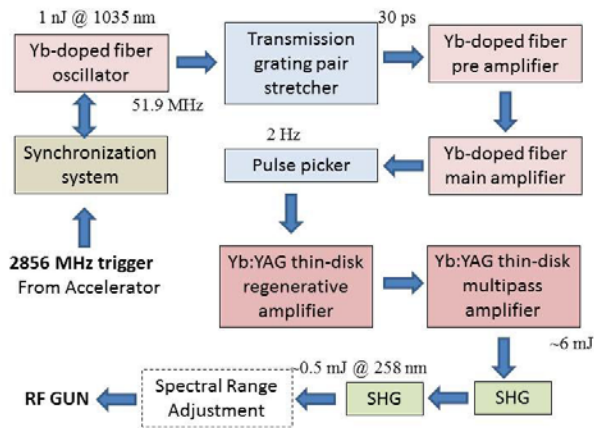 1 nJ @ 1035 nm
Yb-doped fiber
oscillator
51.9 MHz
Transmission
grating pair
stretcher
30 ps
Yb-doped fiber
pre amplifier
Synchronization
system
2 Hz
Pulse picker
Yb-doped fiber
main amplifier
2856 MHz trigger
From Accelerator
Yb:YAG thin-disk
regenerative
amplifier
Yb:YAG thin-disk
multipass
amplifier
~6 mJ
~0.5 mJ @ 258 nm
RF GUN
Spectral Range
Adjustment
SHG
SHG